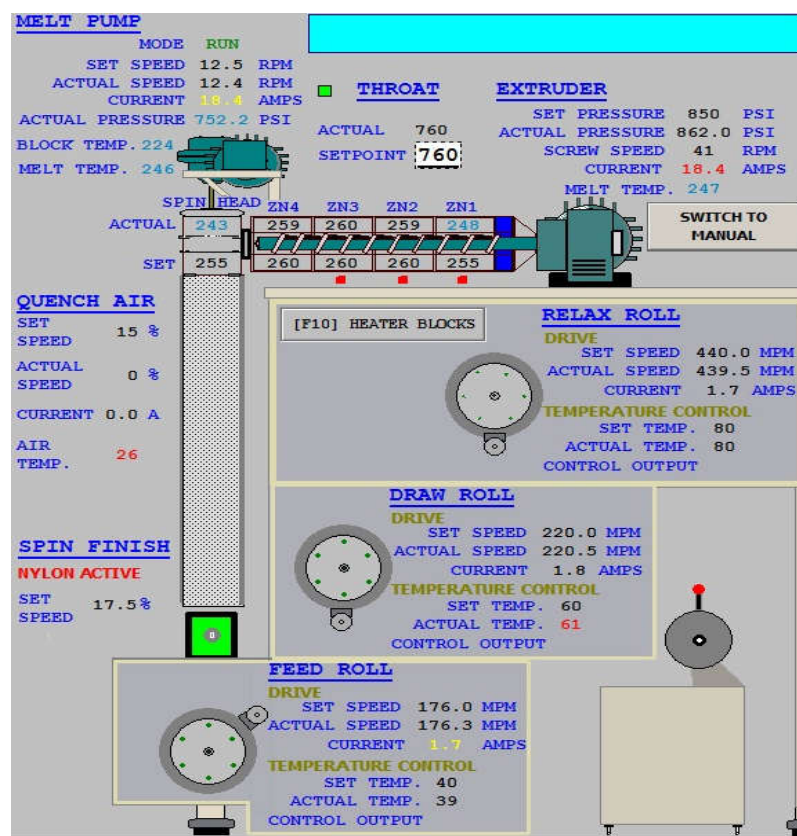 MELT PUMP
MODE RUN
SET SPEED 12.5 RPM
ACTUAL SPEED 12.4 RPM
CURRENT 18.4 AMPS
ACTUAL PRESSURE 752.2 PSI
BLOCK TEMP. 224
MELT TEMP. 246
THROAT
ACTUAL 760
SETPOINT 760
EXTRUDER
SET PRESSURE 850 PSI
ACTUAL PRESSURE 862.0 PSI
SCREW SPEED 41 RPM
CURRENT 18.4 AMPS
MELT TEMP. 247
SWITCH TO
MANUAL
SPIN HEAD ZN4 ZN3 ZN2 ZN1
ACTUAL 243 259 260 259 248
SET 255 260 260 260 255
QUENCH AIR
SET
SPEED 15 %
ACTUAL
SPEED 0 %
CURRENT 0.0 A
AIR
TEMP. 26
[F10] HEATER BLOCKS
RELAX ROLL
DRIVE
SET SPEED 440.0 MPM
ACTUAL SPEED 439.5 MPM
CURRENT 1.7 AMPS
TEMPERATURE CONTROL
SET TEMP. 80
ACTUAL TEMP. 80
CONTROL OUTPUT
DRAW ROLL
DRIVE
SET SPEED 220.0 MPM
ACTUAL SPEED 220.5 MPM
CURRENT 1.8 AMPS
TEMPERATURE CONTROL
SET TEMP. 60
ACTUAL TEMP. 61
CONTROL OUTPUT
SPIN FINISH
NYLON ACTIVE
SET
SPEED 17.5%
FEED ROLL
DRIVE
SET SPEED 176.0 MPM
ACTUAL SPEED 176.3 MPM
CURRENT 1.7 AMPS
TEMPERATURE CONTROL
SET TEMP. 40
ACTUAL TEMP. 39
CONTROL OUTPUT